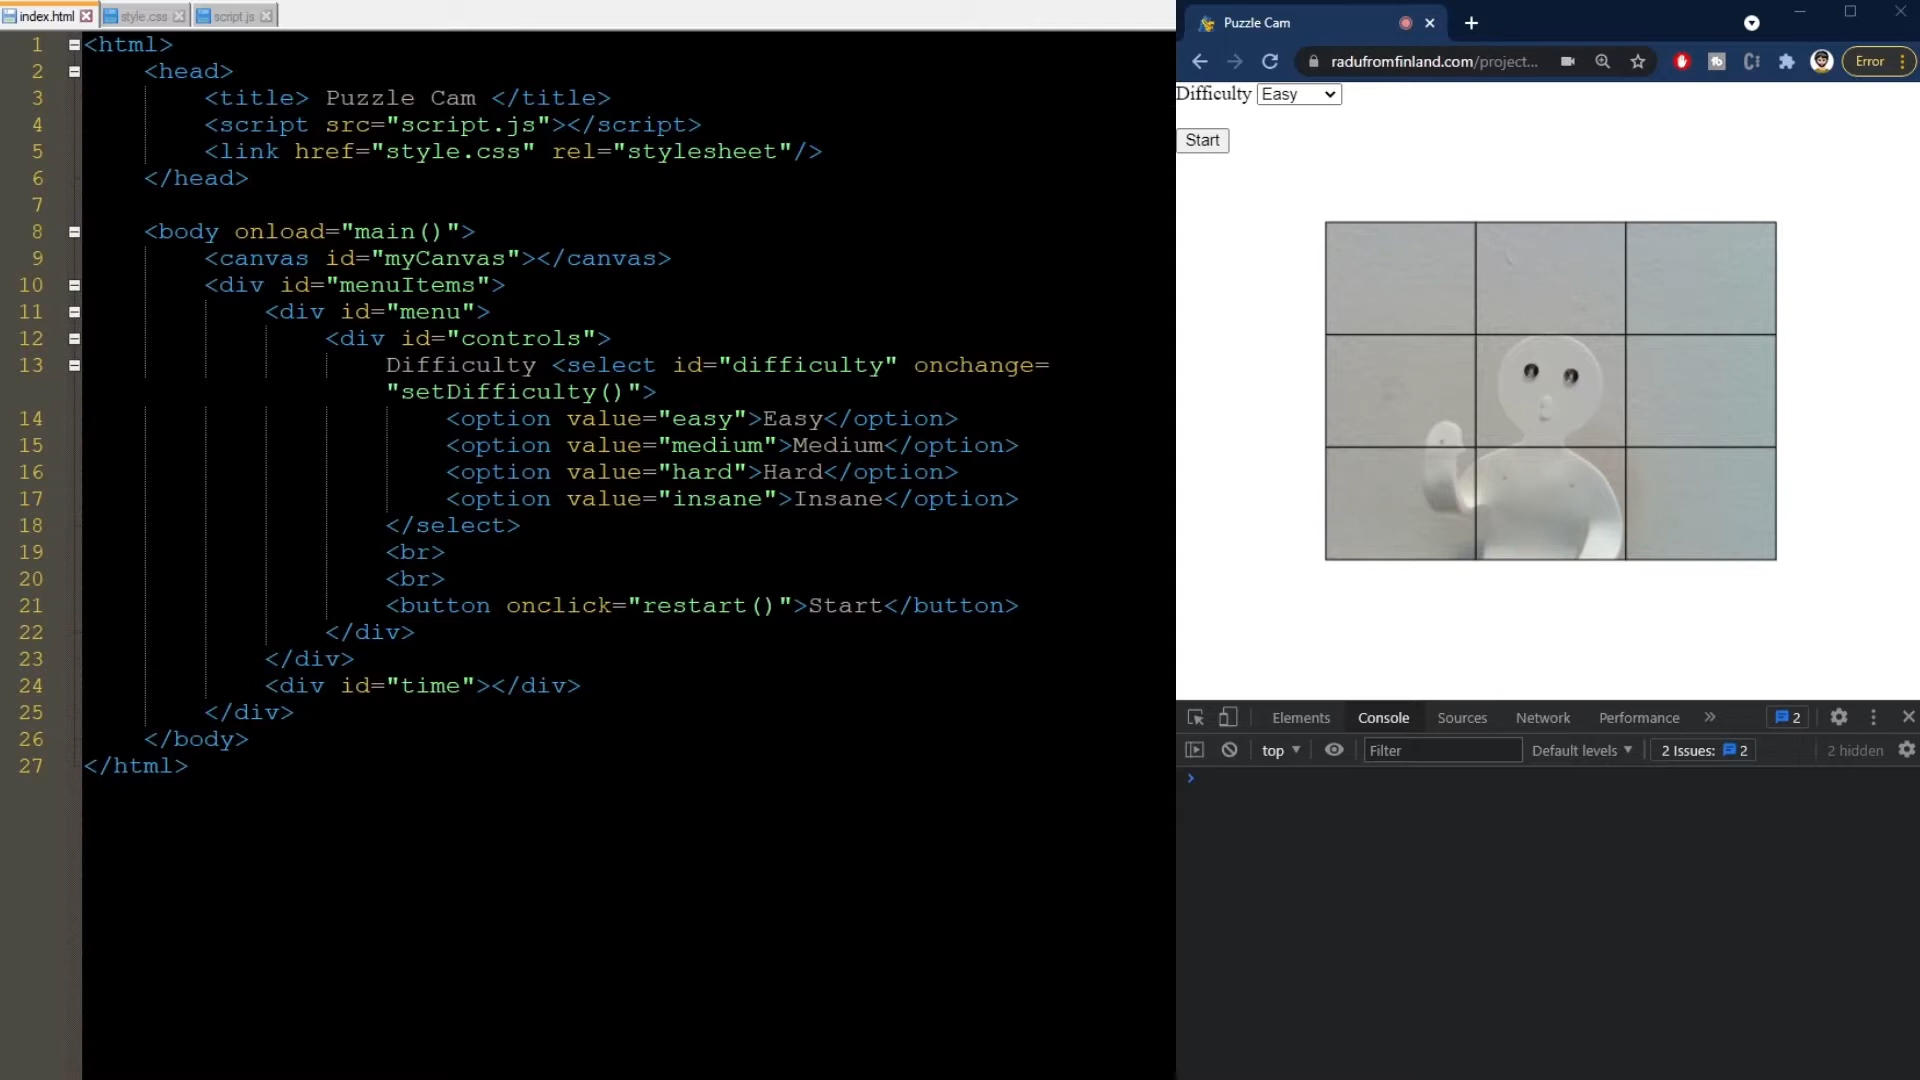 index.html
style.css
script.js
1 <html>
2 <head>
3 <title> Puzzle Cam </title>
4 <script src="script.js"></script>
5 <link href="style.css" rel="stylesheet"/>
6 </head>
7
8 <body onload="main()">
9 <canvas id="myCanvas"></canvas>
10 <div id="menuItems">
11 <div id="menu">
12 <div id="controls">
13 Difficulty <select id="difficulty" onchange=
"setDifficulty()">
14 <option value="easy">Easy</option>
15 <option value="medium">Medium</option>
16 <option value="hard">Hard</option>
17 <option value="insane">Insane</option>
18 </select>
19 <br>
20 <br>
21 <button onclick="restart()">Start</button>
22 </div>
23 </div>
24 <div id="time"></div>
25 </div>
26 </body>
27 </html>
Puzzle Cam
radufromfinland.com/project...
Error
Difficulty Easy
Start
Elements Console Sources Network Performance 2
top Filter Default levels 2 Issues: 2 2 hidden